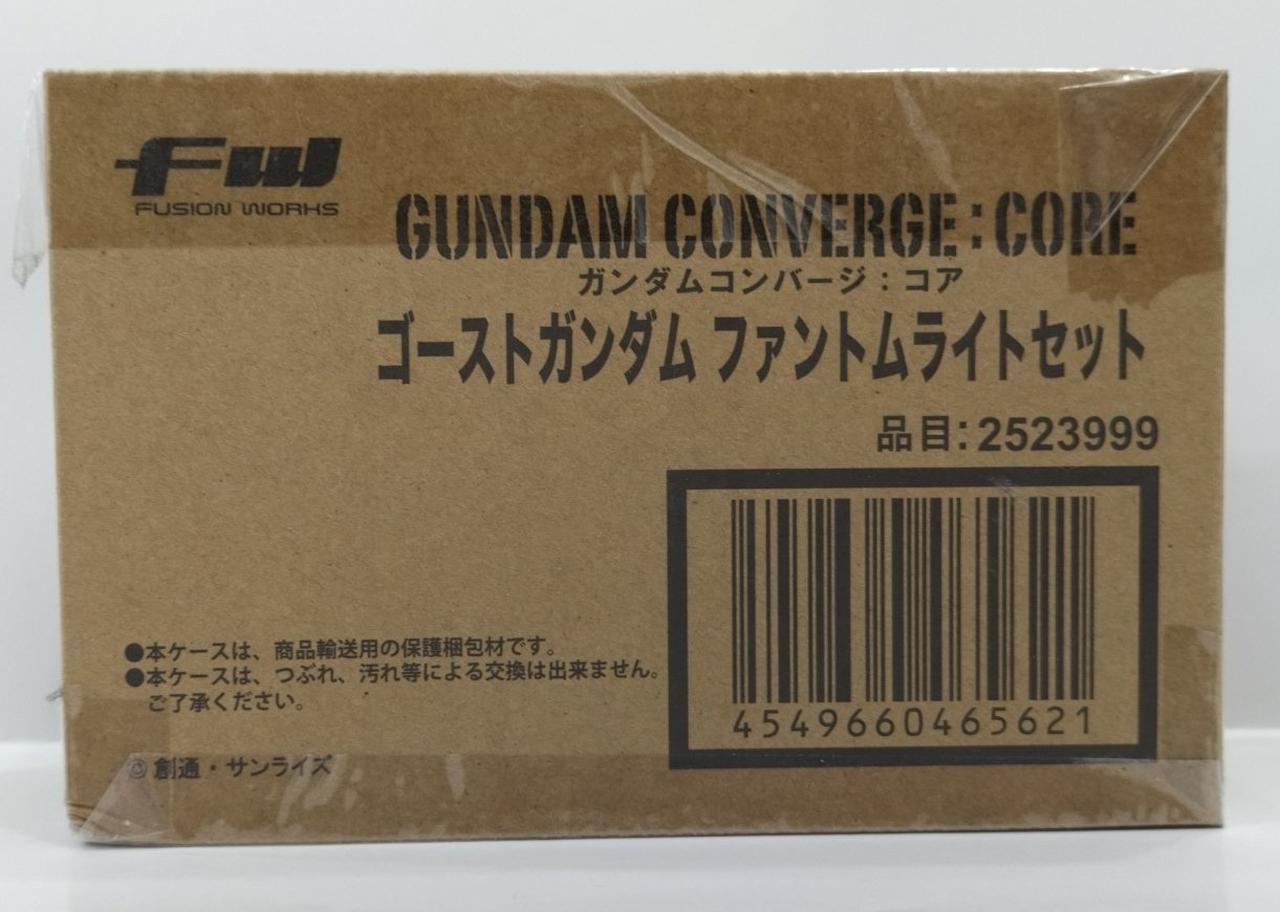 FW
FUSION WORKS
GUNDAM CONVERGE:CORE
ガンダムコンバージ:コア
ゴーストガンダム ファントムライトセット
品目:2523999
4549660465621
●本ケースは、商品輸送用の保護梱包材です。
●本ケースは、つぶれ、汚れ等による交換は出来ません。
ご了承ください。
©創通・サンライズ